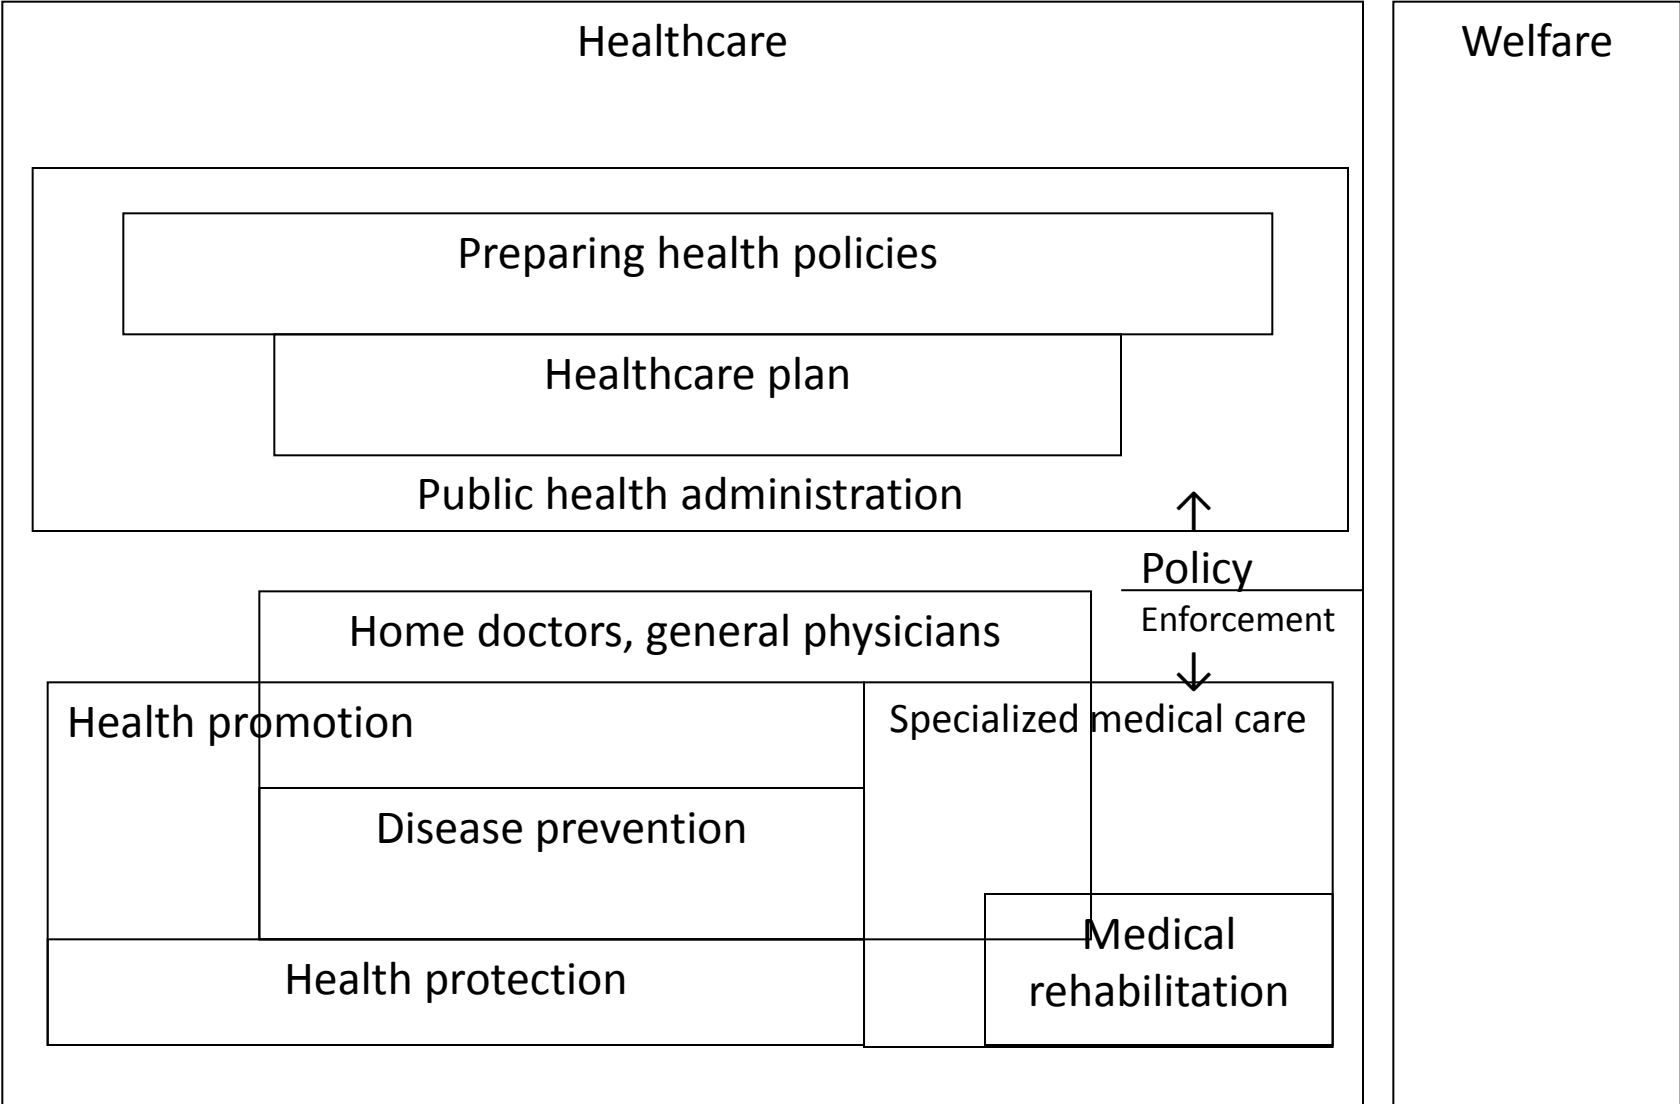 Healthcare
Welfare
Preparing health policies
Healthcare plan
Public health administration
Policy
Enforcement
Home doctors, general physicians
Health promotion
Specialized medical care
Disease prevention
Medical
rehabilitation
Health protection